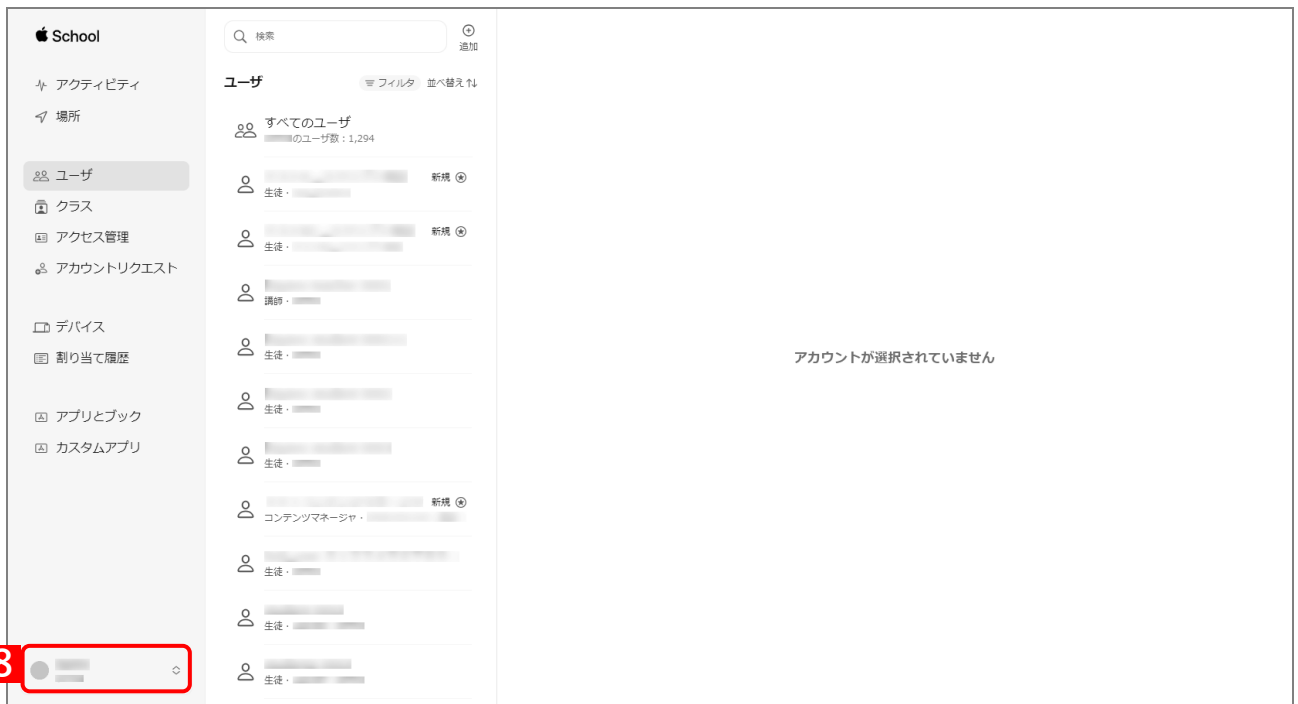 School
アクティビティ
場所
ユーザ
クラス
アクセス管理
アカウントリクエスト
デバイス
割り当て履歴
アプリとブック
カスタムアプリ
8
検索
追加
ユーザ
フィルタ 並べ替え↑↓
すべてのユーザ
のユーザ数：1,294
新規
生徒・
新規
生徒・
講師・
生徒・
生徒・
生徒・
新規
コンテンツマネージャ・
生徒・
生徒・
生徒・
アカウントが選択されていません